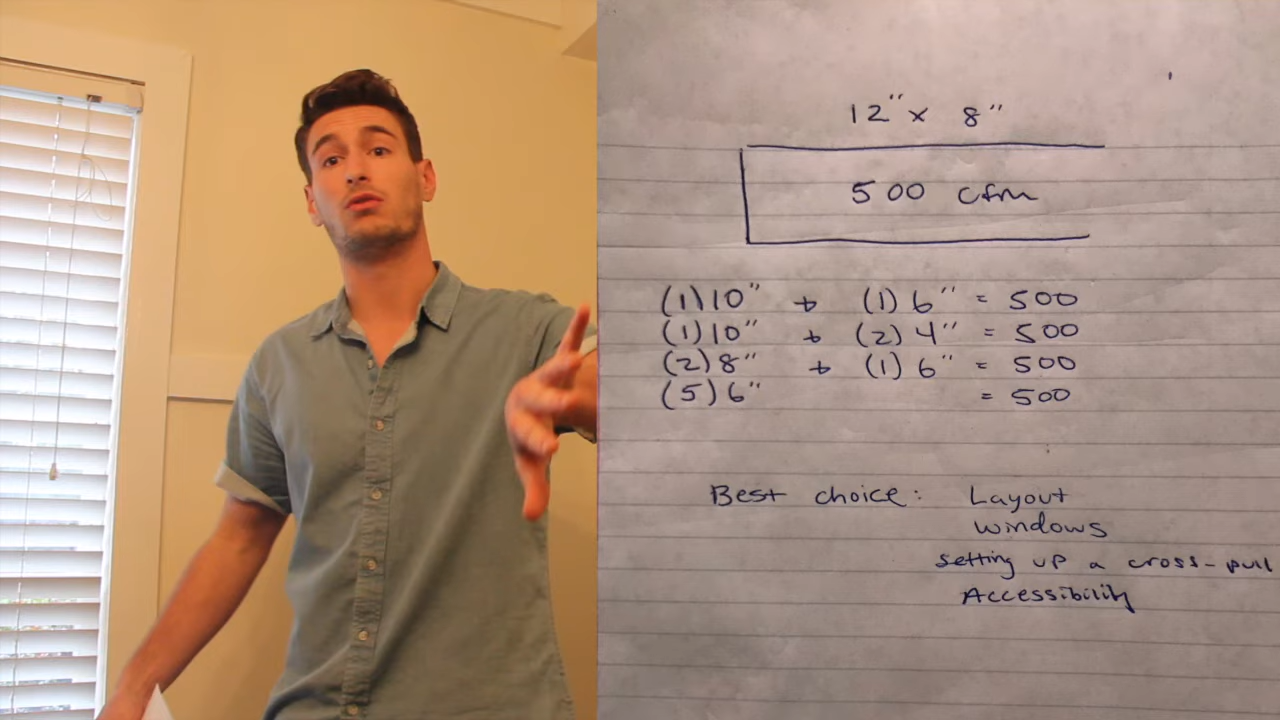 12" x 8"
500 cfm
(1) 10" + (1) 6" = 500
(1) 10" + (2) 4" = 500
(2) 8" + (1) 6" = 500
(5) 6" = 500
Best choice: Layout
windows
setting up a cross-pull
Accessibility